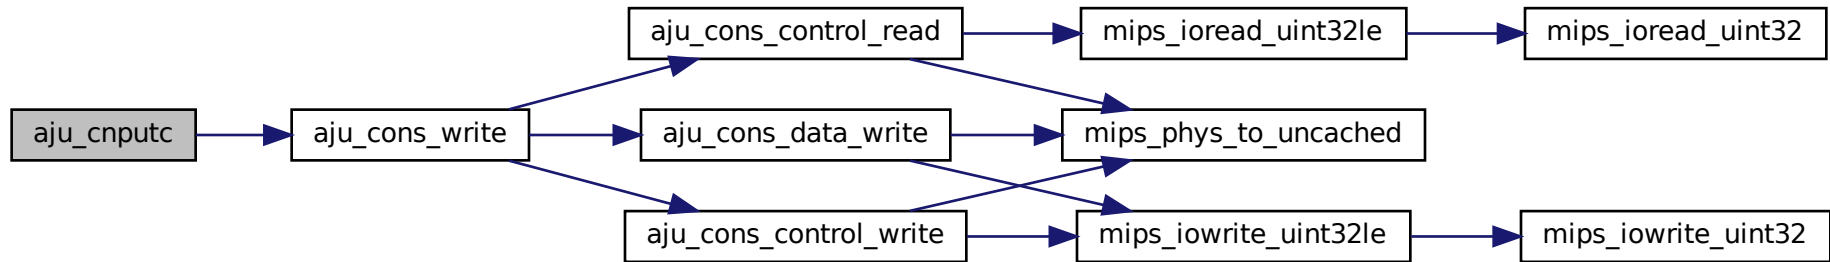 aju_cons_control_read
mips_ioread_uint32le
mips_ioread_uint32
aju_cnputc
aju_cons_write
aju_cons_data_write
mips_phys_to_uncached
aju_cons_control_write
mips_iowrite_uint32le
mips_iowrite_uint32